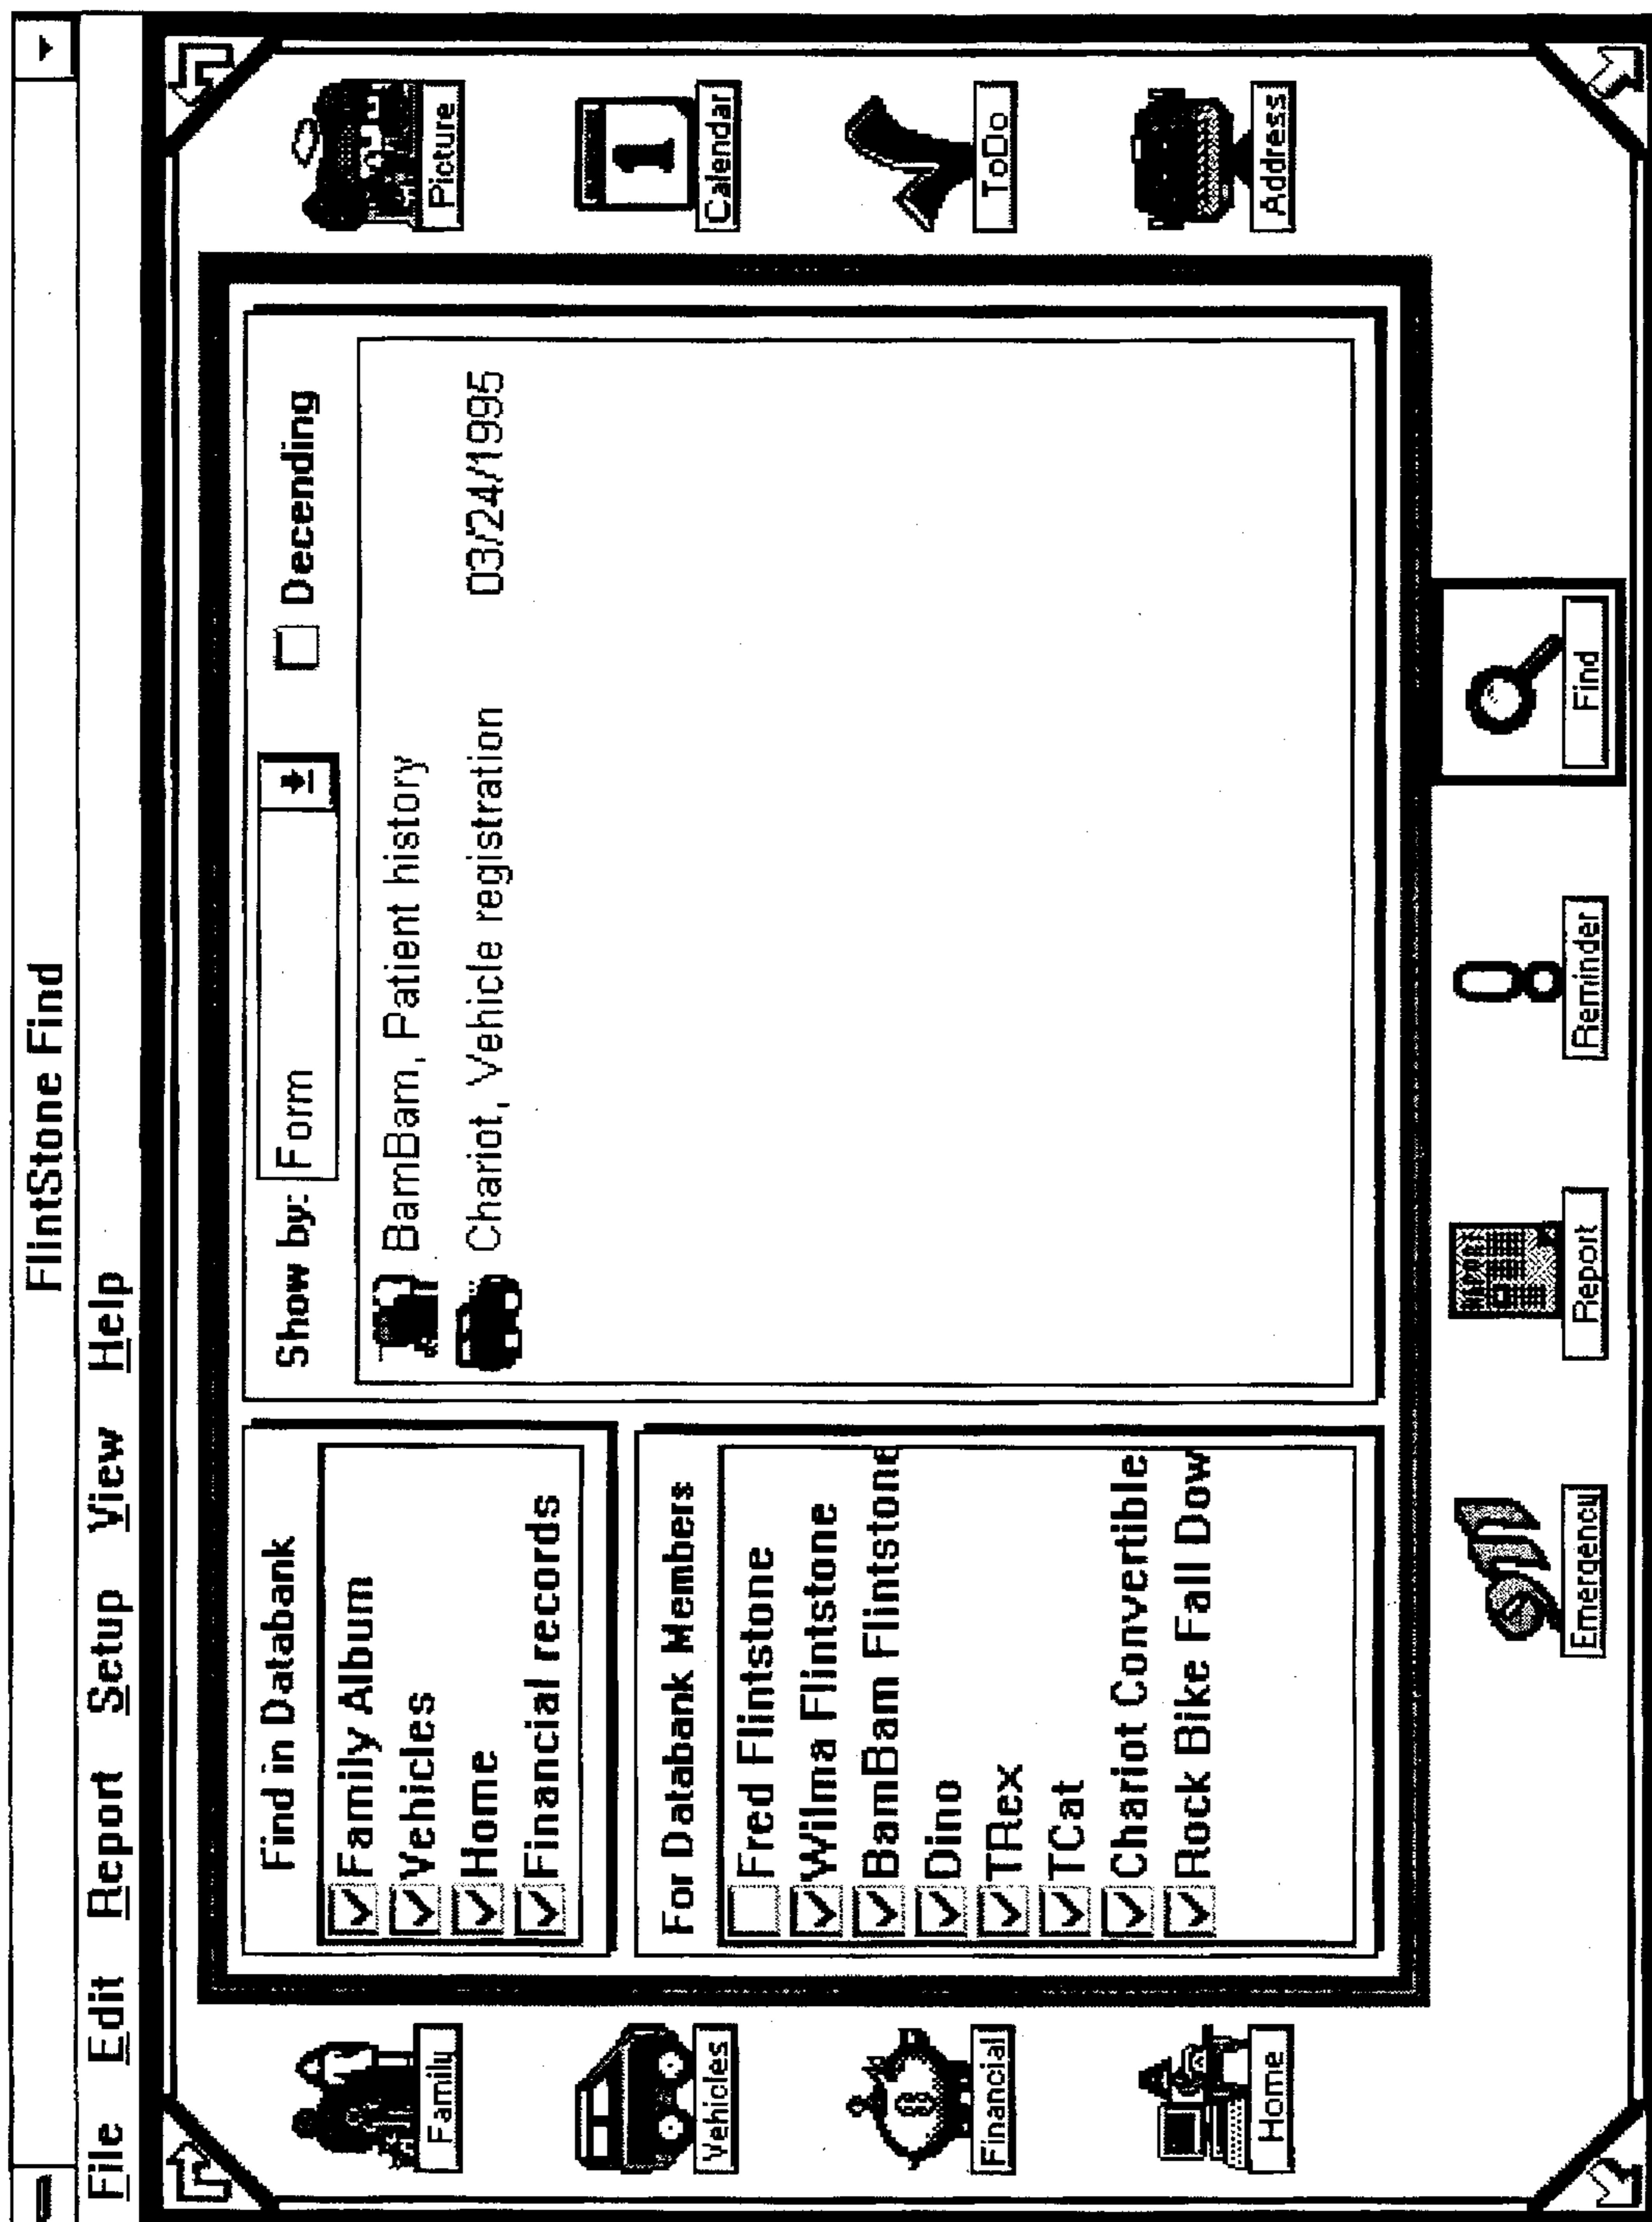 FlintStone Find
File Edit Report Setup View Help
Family
Vehicles
Financial
Home
Find in Databank
Family Album
Vehicles
Home
Financial records
For Databank Members
Fred Flintstone
Wilma Flintstone
BamBam Flintstone
Dino
TRex
TCat
Chariot Convertible
Rock Bike Fall Dow
Show by: Form Decending
BamBam, Patient history
Chariot, Vehicle registration 03/24/1995
Picture
1
Calendar
ToDo
Address
911
Emergency
REPORT
Report
Reminder
Find